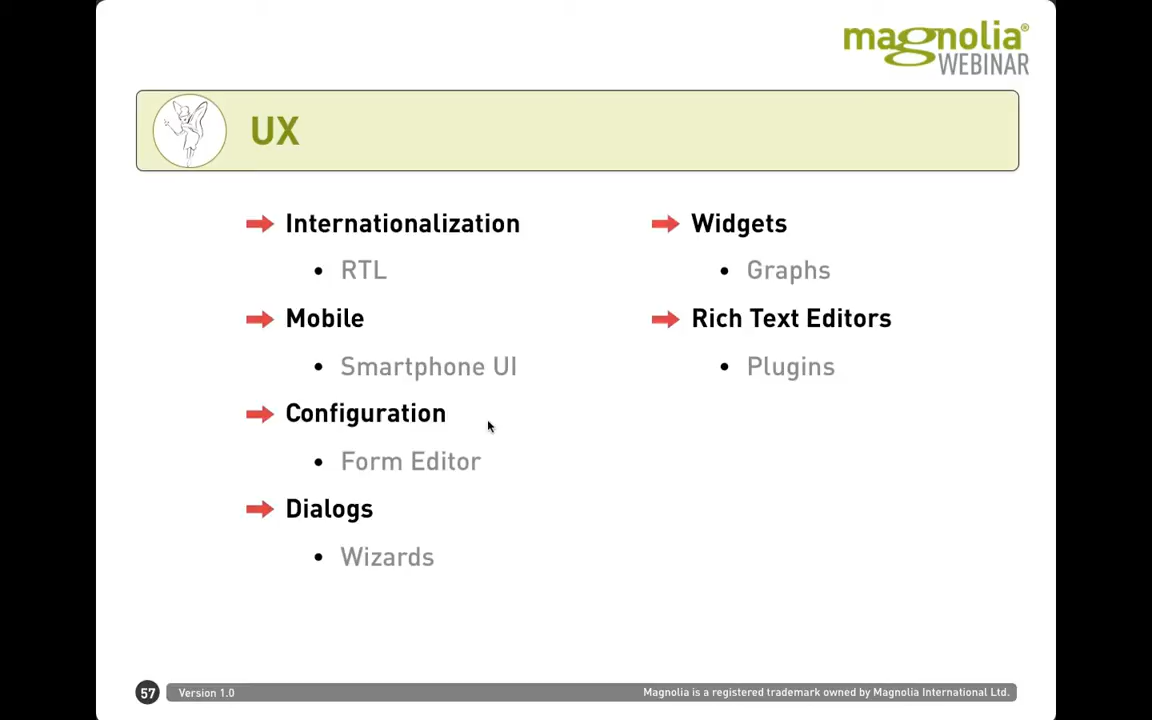 magnolia®
WEBINAR
UX
Internationalization
• RTL
Mobile
• Smartphone UI
Configuration
• Form Editor
Dialogs
• Wizards
Widgets
• Graphs
Rich Text Editors
• Plugins
57
Version 1.0
Magnolia is a registered trademark owned by Magnolia International Ltd.